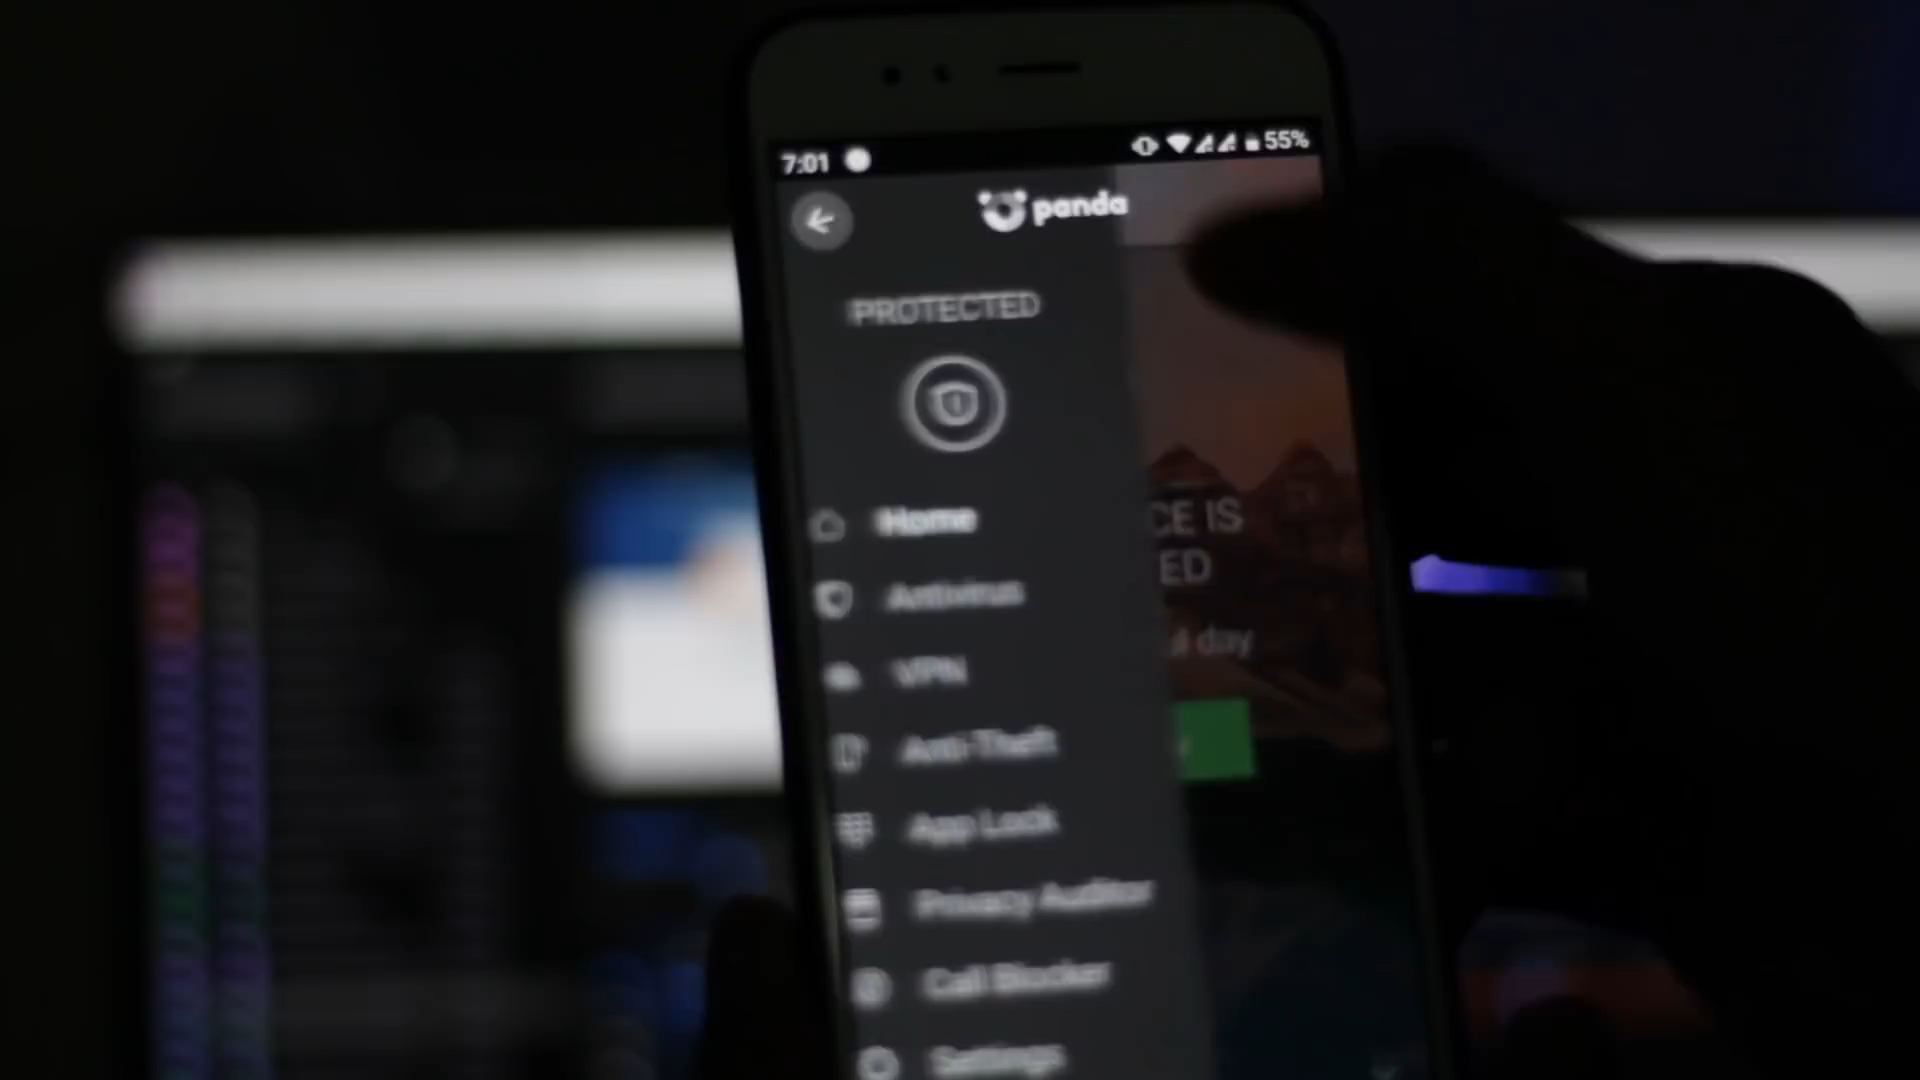 7:01 55%
panda
PROTECTED
Home
Antivirus
VPN
Anti-Theft
App Lock
Privacy Auditor
Call Blocker
Settings
CE IS
ED
ul day